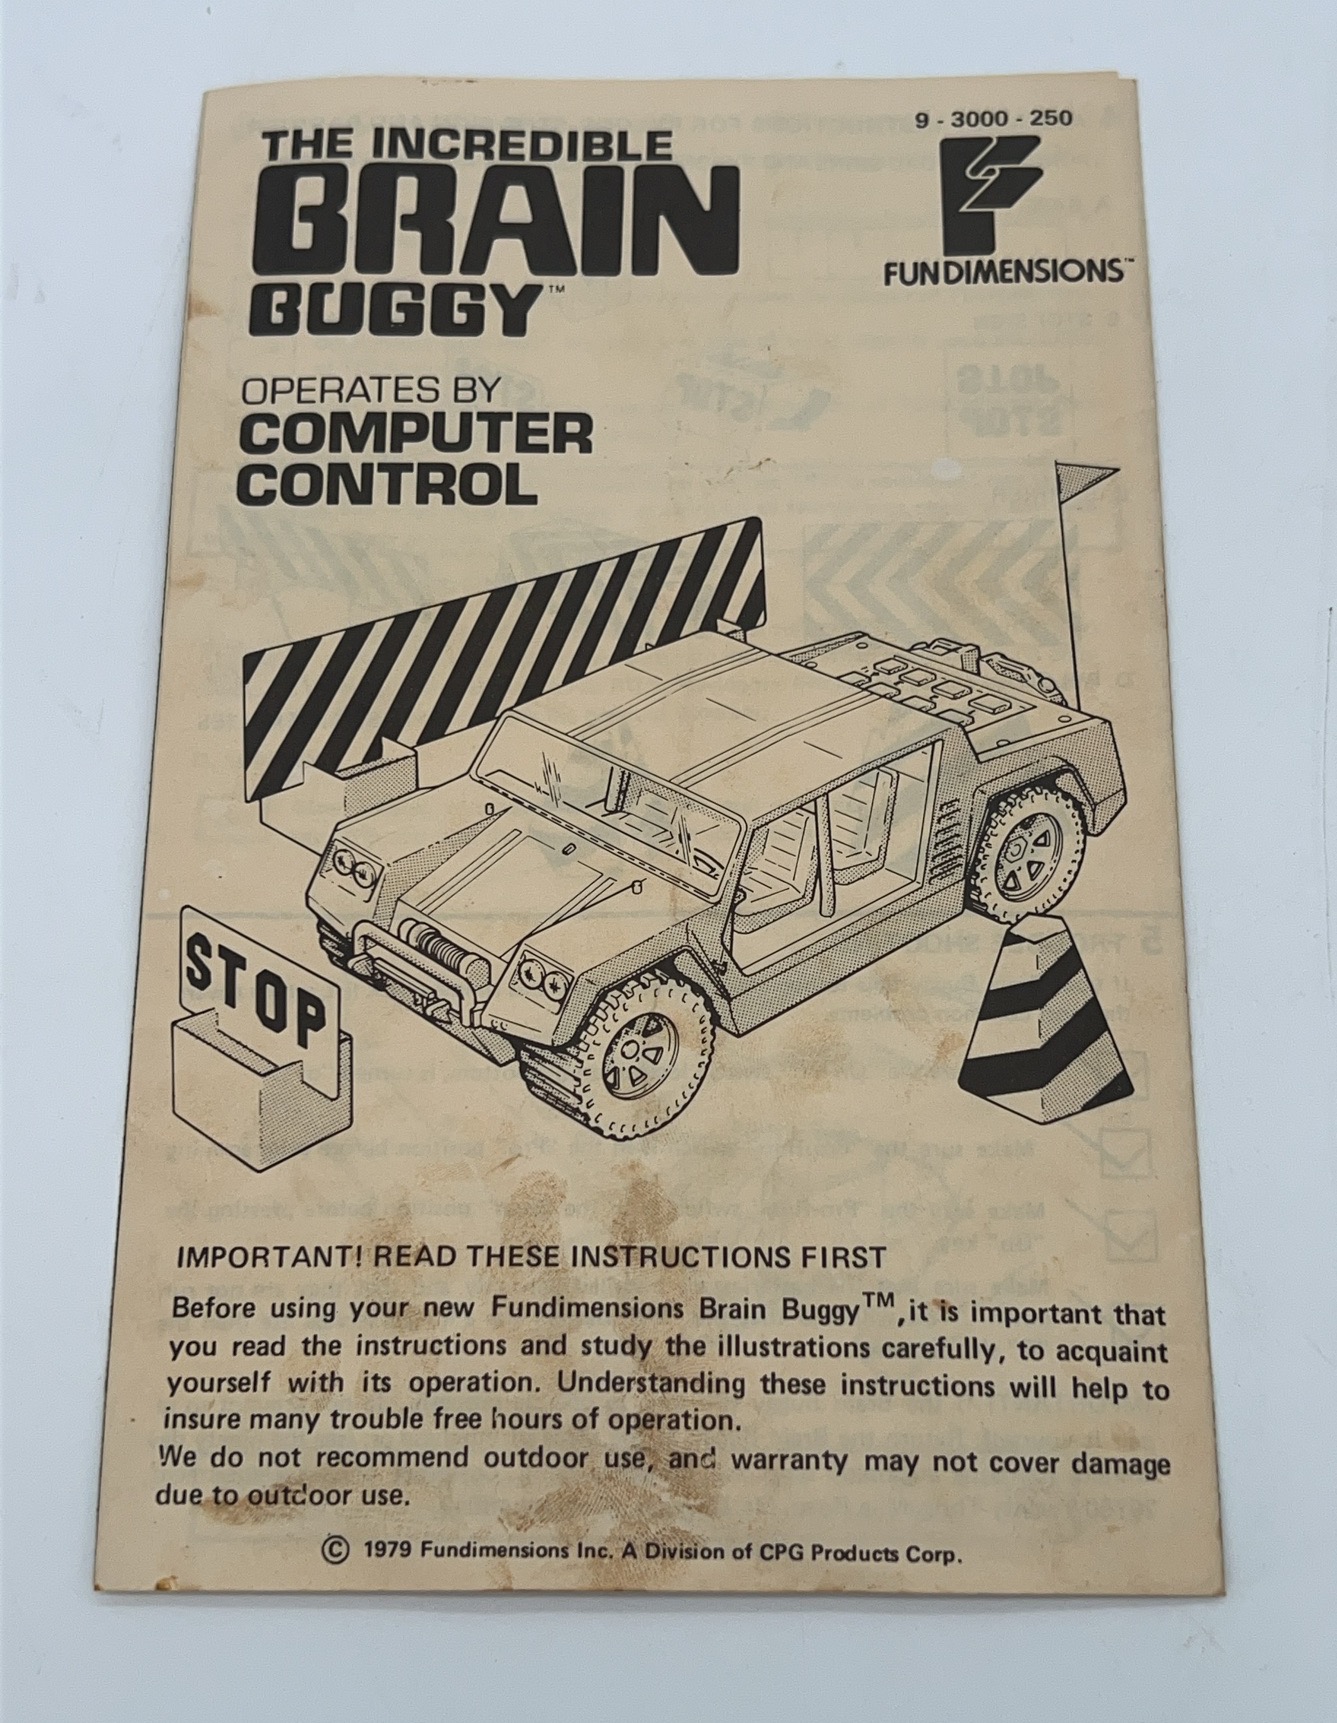 9 - 3000 - 250
THE INCREDIBLE
BRAIN
BUGGY™
FUNDIMENSIONS™
OPERATES BY
COMPUTER
CONTROL
STOP
IMPORTANT! READ THESE INSTRUCTIONS FIRST
Before using your new Fundimensions Brain Buggy™,it is important that
you read the instructions and study the illustrations carefully, to acquaint
yourself with its operation. Understanding these instructions will help to
insure many trouble free hours of operation.
We do not recommend outdoor use, and warranty may not cover damage
due to outdoor use.
© 1979 Fundimensions Inc. A Division of CPG Products Corp.